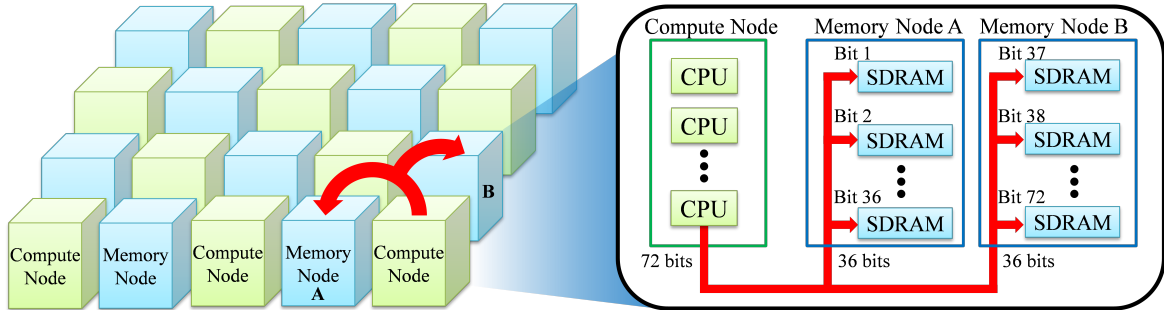 Compute
Node
Memory
Node
Compute
Node
Memory
Node
A
Compute
Node
B
Compute Node
Memory Node A
Memory Node B
CPU
CPU
CPU
72 bits
Bit 1
SDRAM
Bit 2
SDRAM
Bit 36
SDRAM
36 bits
Bit 37
SDRAM
Bit 38
SDRAM
Bit 72
SDRAM
36 bits